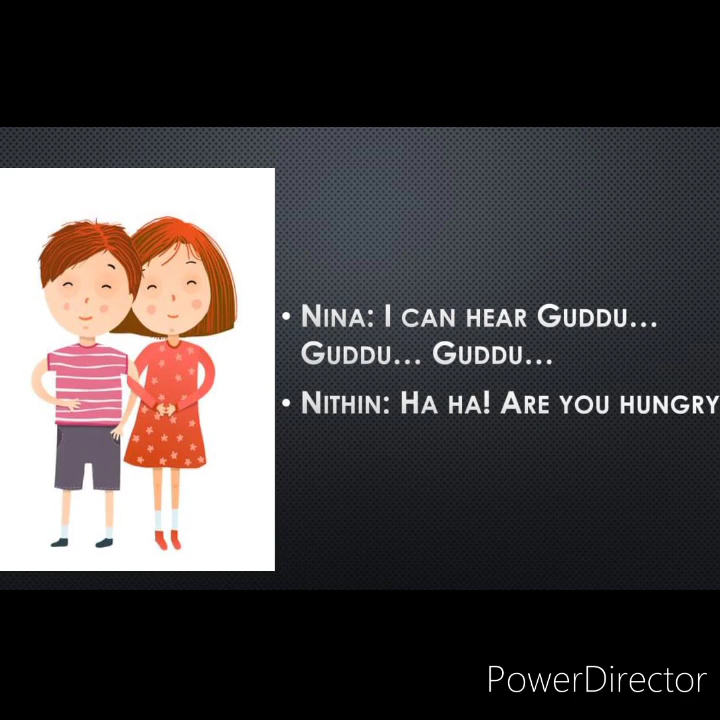 • Nina: I can hear Guddu...
Guddu... Guddu...
• Nithin: Ha ha! Are you hungry
PowerDirector